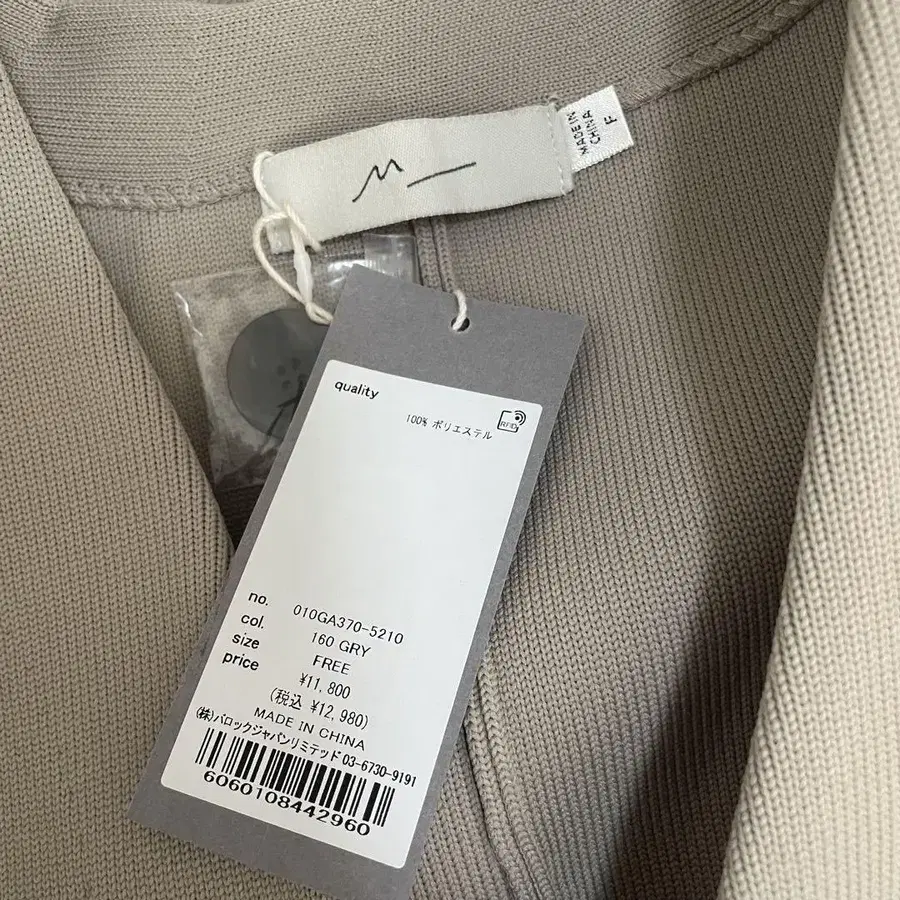 M_
MADE IN
CHINA
F
quality
100% ポリエステル
RFID
no. 010GA370-5210
col. 160 GRY
size FREE
price ¥11,800
(税込 ¥12,980)
MADE IN CHINA
(株)バロックジャパンリミテッド 03-6730-9191
6060108442960